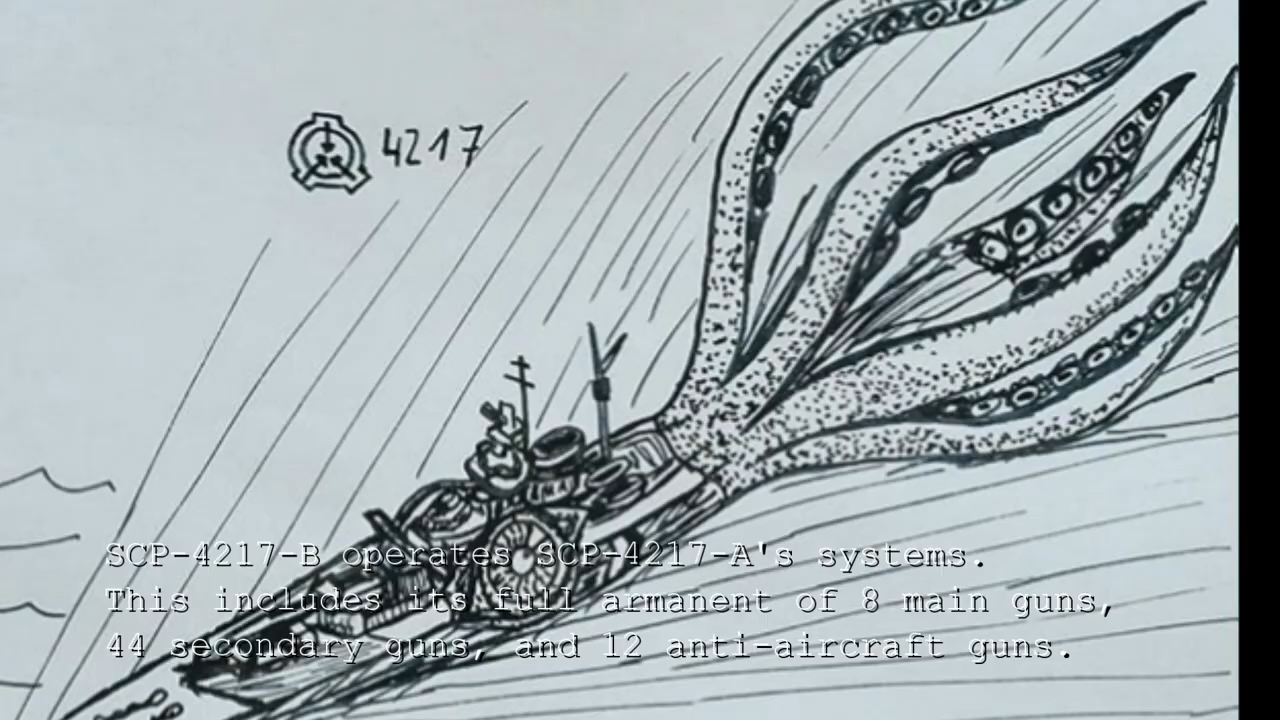 4217
SCP-4217-B operates SCP-4217-A's systems.
This includes its full armanent of 8 main guns,
44 secondary guns, and 12 anti-aircraft guns.